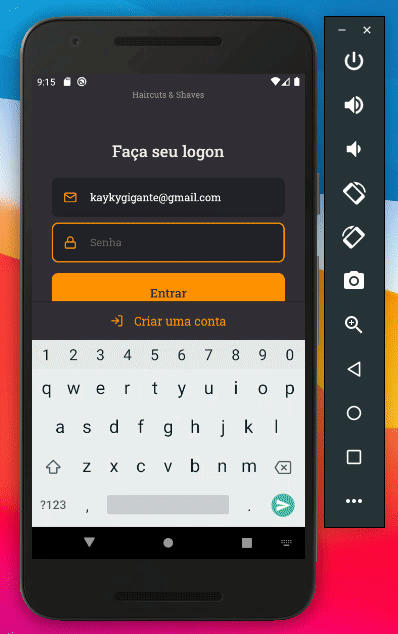 9:15
Haircuts & Shaves
Faça seu logon
kaykygigante@gmail.com
Senha
Entrar
Criar uma conta
1 2 3 4 5 6 7 8 9 0
q w e r t y u i o p
a s d f g h j k l
z x c v b n m
?123 , .